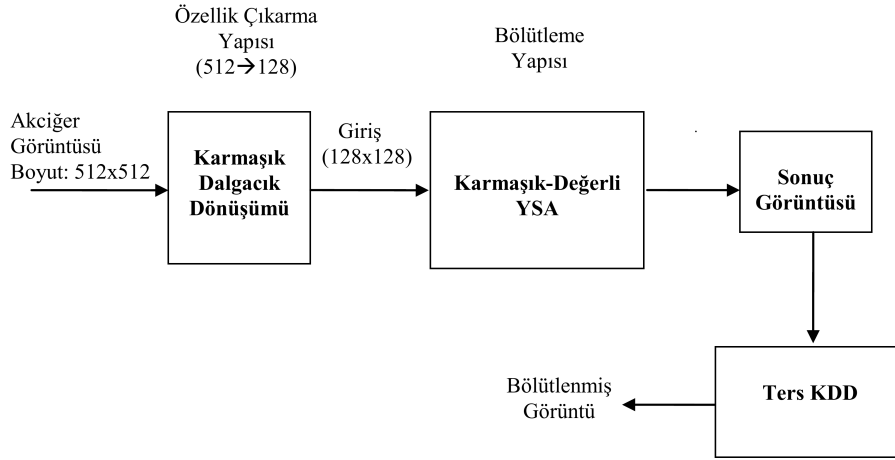 Özellik Çıkarma
Yapısı
(512→128)
Bölütleme
Yapısı
Akciğer
Görüntüsü
Boyut: 512x512
Karmaşık
Dalgacık
Dönüşümü
Giriş
(128x128)
Karmaşık-Değerli
YSA
Sonuç
Görüntüsü
Ters KDD
Bölütlenmiş
Görüntü